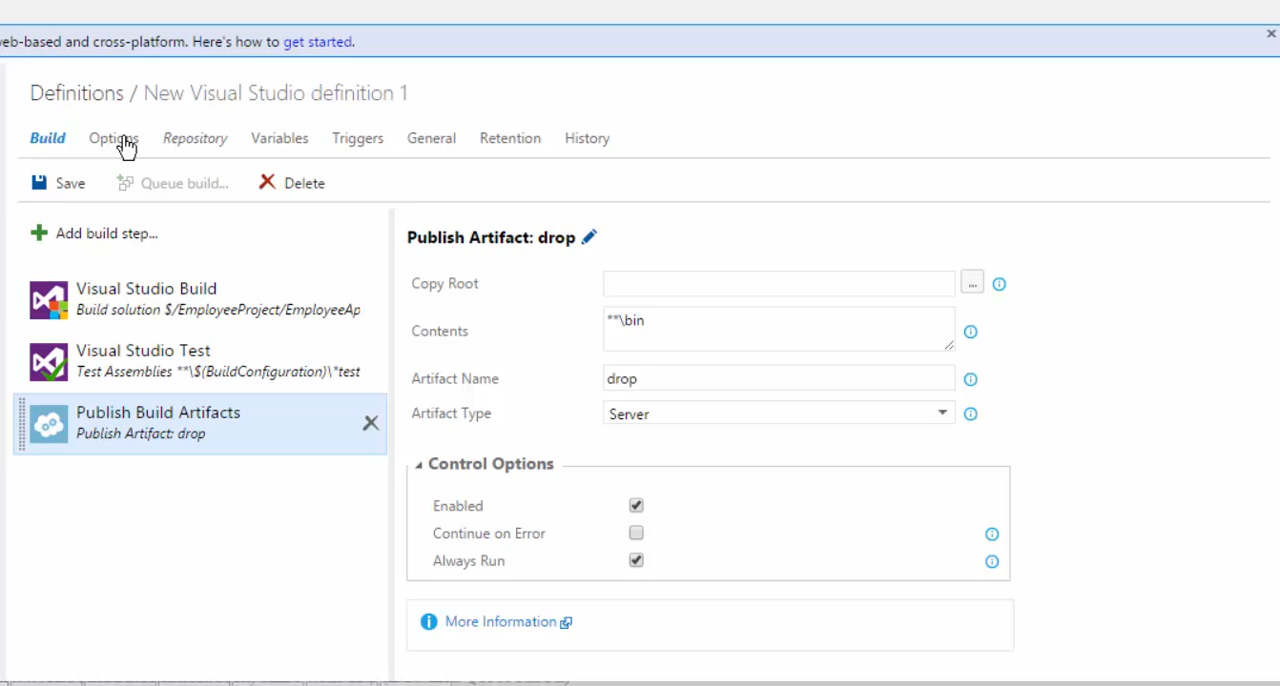 web-based and cross-platform. Here's how to get started.
Definitions / New Visual Studio definition 1
Build Options Repository Variables Triggers General Retention History
Save Queue build... Delete
Add build step...
Visual Studio Build
Build solution $/EmployeeProject/EmployeeAp
Visual Studio Test
Test Assemblies **\$(BuildConfiguration)\*test
Publish Build Artifacts
Publish Artifact: drop
Publish Artifact: drop
Copy Root ...
Contents **\bin
Artifact Name drop
Artifact Type Server
Control Options
Enabled
Continue on Error
Always Run
More Information